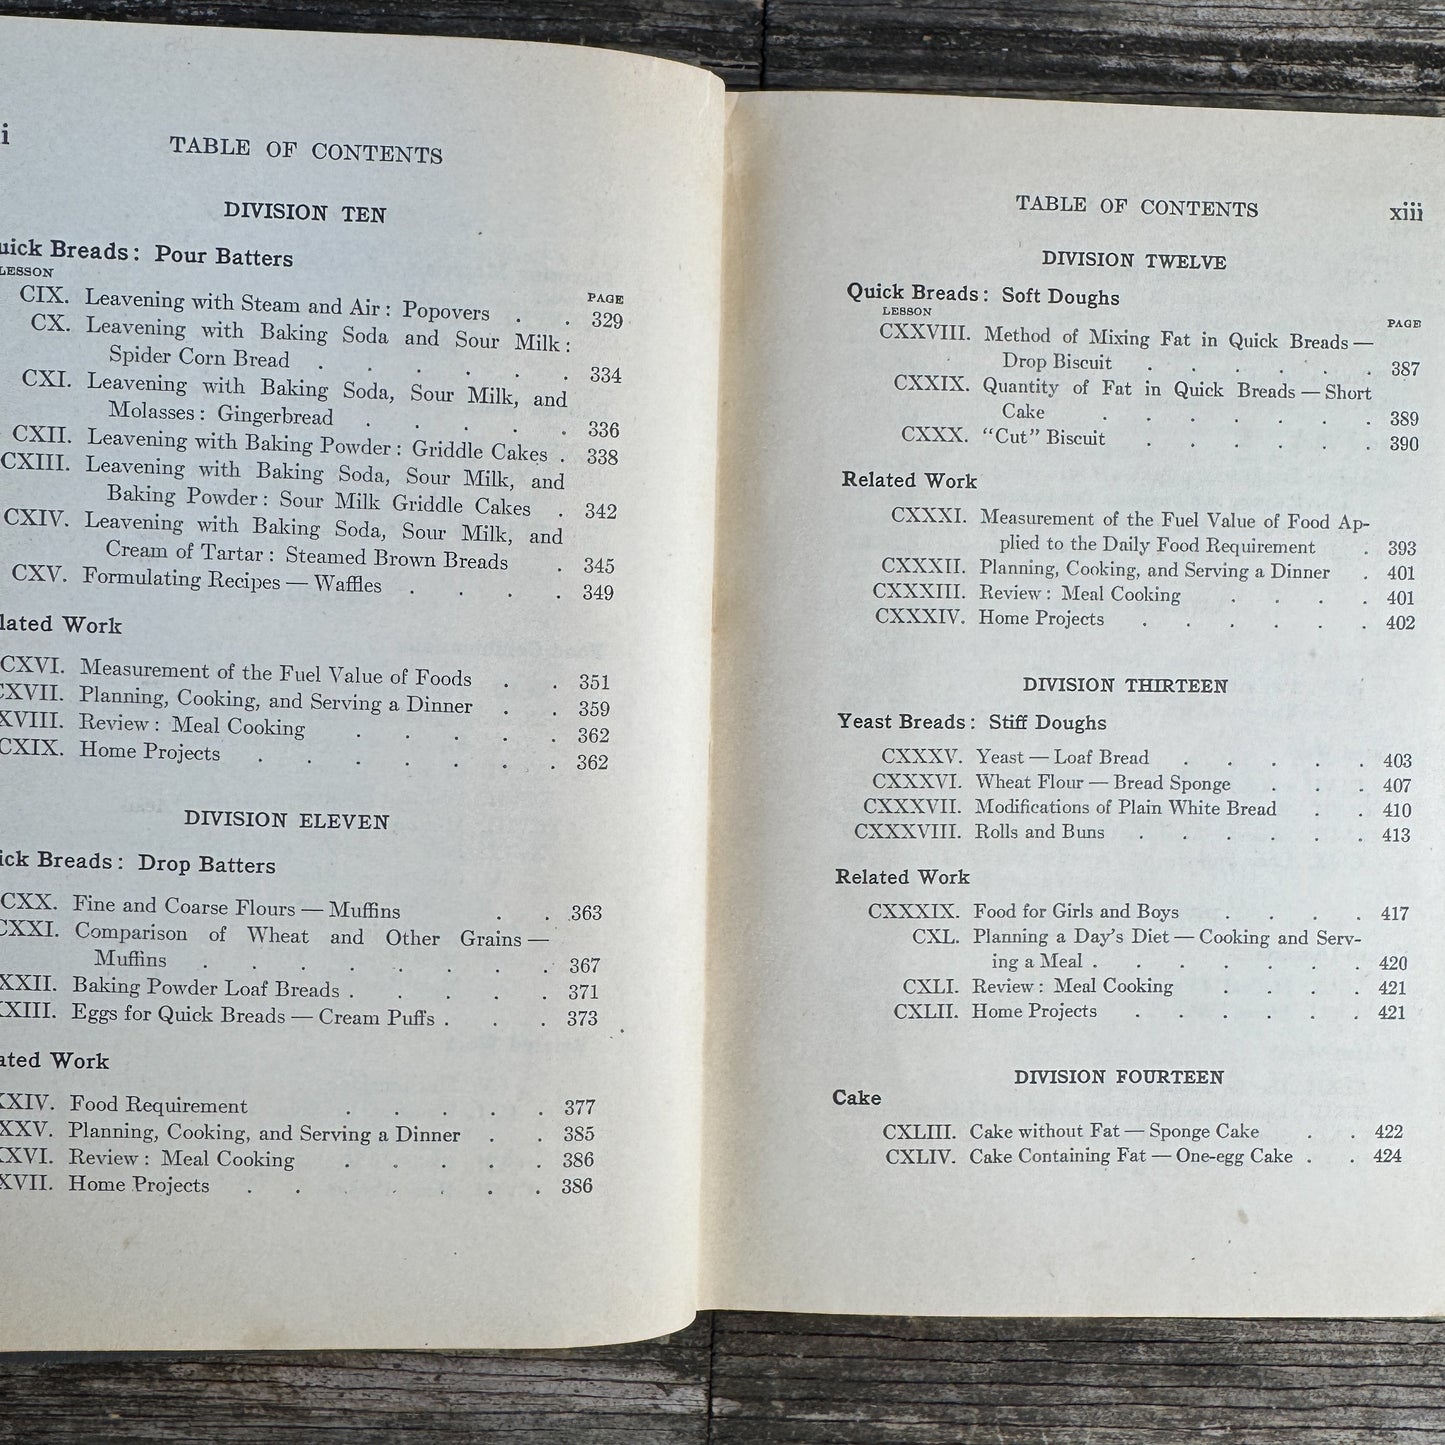 i
TABLE OF CONTENTS
DIVISION TEN
uick Breads: Pour Batters
LESSON
PAGE
CIX. Leavening with Steam and Air: Popovers . . 329
CX. Leavening with Baking Soda and Sour Milk:
Spider Corn Bread . . . . . . 334
CXI. Leavening with Baking Soda, Sour Milk, and
Molasses: Gingerbread . . . . . 336
CXII. Leavening with Baking Powder: Griddle Cakes . 338
CXIII. Leavening with Baking Soda, Sour Milk, and
Baking Powder: Sour Milk Griddle Cakes . 342
CXIV. Leavening with Baking Soda, Sour Milk, and
Cream of Tartar: Steamed Brown Breads . 345
CXV. Formulating Recipes — Waffles . . . . 349
lated Work
CXVI. Measurement of the Fuel Value of Foods . . 351
CXVII. Planning, Cooking, and Serving a Dinner . . 359
XVIII. Review: Meal Cooking . . . . . 362
CXIX. Home Projects . . . . . . . 362
DIVISION ELEVEN
ick Breads: Drop Batters
CXX. Fine and Coarse Flours — Muffins . . 363
CXXI. Comparison of Wheat and Other Grains —
Muffins . . . . . . . . 367
XXII. Baking Powder Loaf Breads . . . . . 371
XXIII. Eggs for Quick Breads — Cream Puffs . . . 373
ated Work
XXIV. Food Requirement . . . . . 377
XXV. Planning, Cooking, and Serving a Dinner . . 385
XXVI. Review: Meal Cooking . . . . . 386
XVII. Home Projects . . . . . . . 386
TABLE OF CONTENTS xiii
DIVISION TWELVE
Quick Breads: Soft Doughs
LESSON
PAGE
CXXVIII. Method of Mixing Fat in Quick Breads —
Drop Biscuit . . . . . . 387
CXXIX. Quantity of Fat in Quick Breads — Short
Cake . . . . . . . 389
CXXX. "Cut" Biscuit . . . . . . 390
Related Work
CXXXI. Measurement of the Fuel Value of Food Ap-
plied to the Daily Food Requirement . 393
CXXXII. Planning, Cooking, and Serving a Dinner . 401
CXXXIII. Review: Meal Cooking . . . . 401
CXXXIV. Home Projects . . . . . . 402
DIVISION THIRTEEN
Yeast Breads: Stiff Doughs
CXXXV. Yeast — Loaf Bread . . . . . 403
CXXXVI. Wheat Flour — Bread Sponge . . . 407
CXXXVII. Modifications of Plain White Bread . . 410
CXXXVIII. Rolls and Buns . . . . . . 413
Related Work
CXXXIX. Food for Girls and Boys . . . . 417
CXL. Planning a Day's Diet — Cooking and Serv-
ing a Meal . . . . . . . 420
CXLI. Review: Meal Cooking . . . . 421
CXLII. Home Projects . . . . . . 421
DIVISION FOURTEEN
Cake
CXLIII. Cake without Fat — Sponge Cake . . 422
CXLIV. Cake Containing Fat — One-egg Cake . . 424